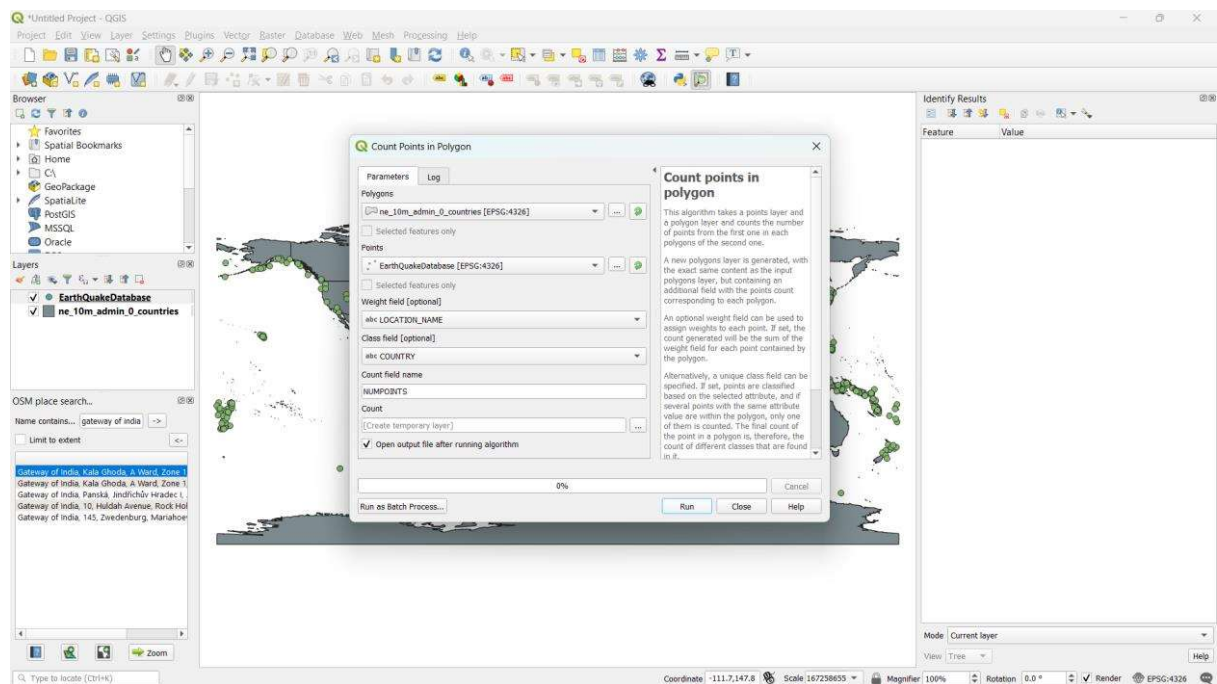 *Untitled Project - QGIS
Project Edit View Layer Settings Plugins Vector Raster Database Web Mesh Processing Help
Browser
Favorites
Spatial Bookmarks
Home
C:\
GeoPackage
SpatiaLite
PostGIS
MSSQL
Oracle
Layers
EarthQuakeDatabase
ne_10m_admin_0_countries
OSM place search...
Name contains... gateway of india ->
Limit to extent <-
Gateway of India, Kala Ghoda, A Ward, Zone 1
Gateway of India, Kala Ghoda, A Ward, Zone 1
Gateway of India, Panská, Jindřichův Hradec I,
Gateway of India, 10, Huldah Avenue, Rock Hol
Gateway of India, 145, Zwedenburg, Mariahoe
Zoom
Count Points in Polygon
Parameters Log
Polygons
ne_10m_admin_0_countries [EPSG:4326]
Selected features only
Points
EarthQuakeDatabase [EPSG:4326]
Selected features only
Weight field [optional]
abc LOCATION_NAME
Class field [optional]
abc COUNTRY
Count field name
NUMPOINTS
Count
[Create temporary layer]
Open output file after running algorithm
Count points in
polygon
This algorithm takes a points layer and
a polygon layer and counts the number
of points from the first one in each
polygons of the second one.
A new polygons layer is generated, with
the exact same content as the input
polygons layer, but containing an
additional field with the points count
corresponding to each polygon.
An optional weight field can be used to
assign weights to each point. If set, the
count generated will be the sum of the
weight field for each point contained by
the polygon.
Alternatively, a unique class field can be
specified. If set, points are classified
based on the selected attribute, and if
several points with the same attribute
value are within the polygon, only one
of them is counted. The final count of
the point in a polygon is, therefore, the
count of different classes that are found
in it.
0%
Cancel
Run as Batch Process...
Run Close Help
Identify Results
Feature Value
Mode Current layer
View Tree
Help
Type to locate (Ctrl+K)
Coordinate -111.7,147.8 Scale 167258655 Magnifier 100% Rotation 0.0 ° Render EPSG:4326